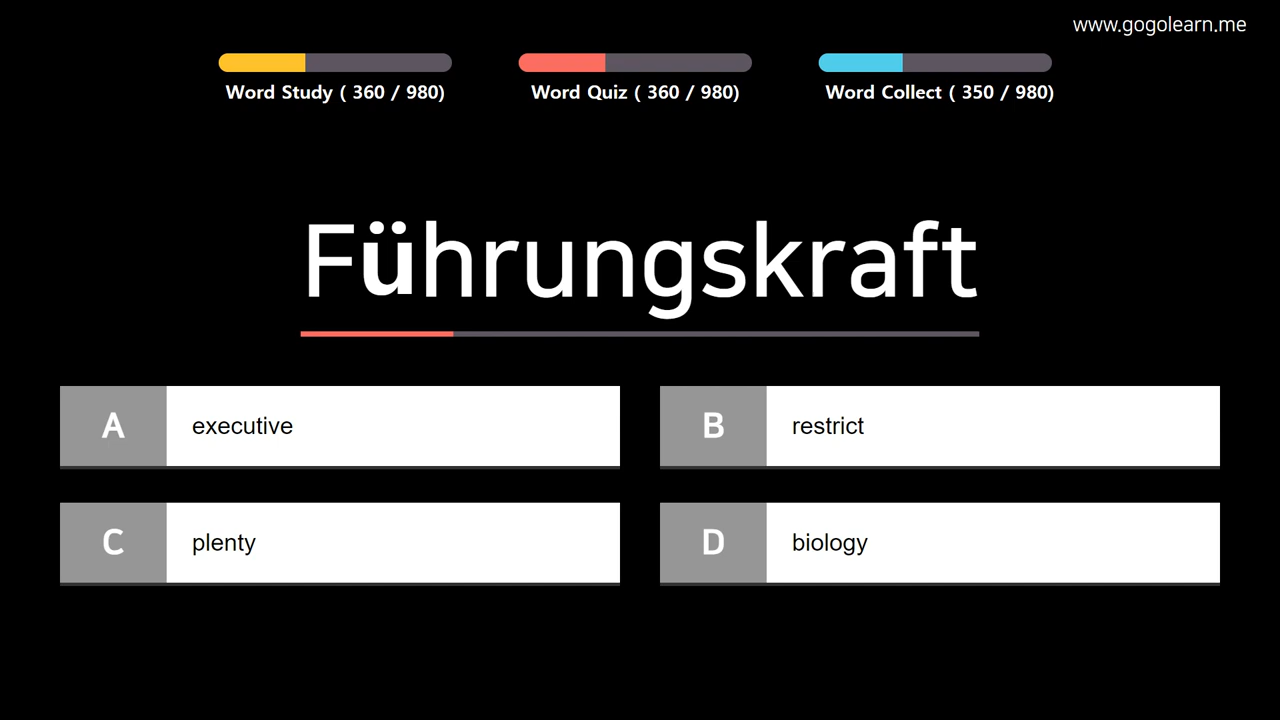 www.gogolearn.me
Word Study ( 360 / 980)
Word Quiz ( 360 / 980)
Word Collect ( 350 / 980)
Führungskraft
A executive
B restrict
C plenty
D biology